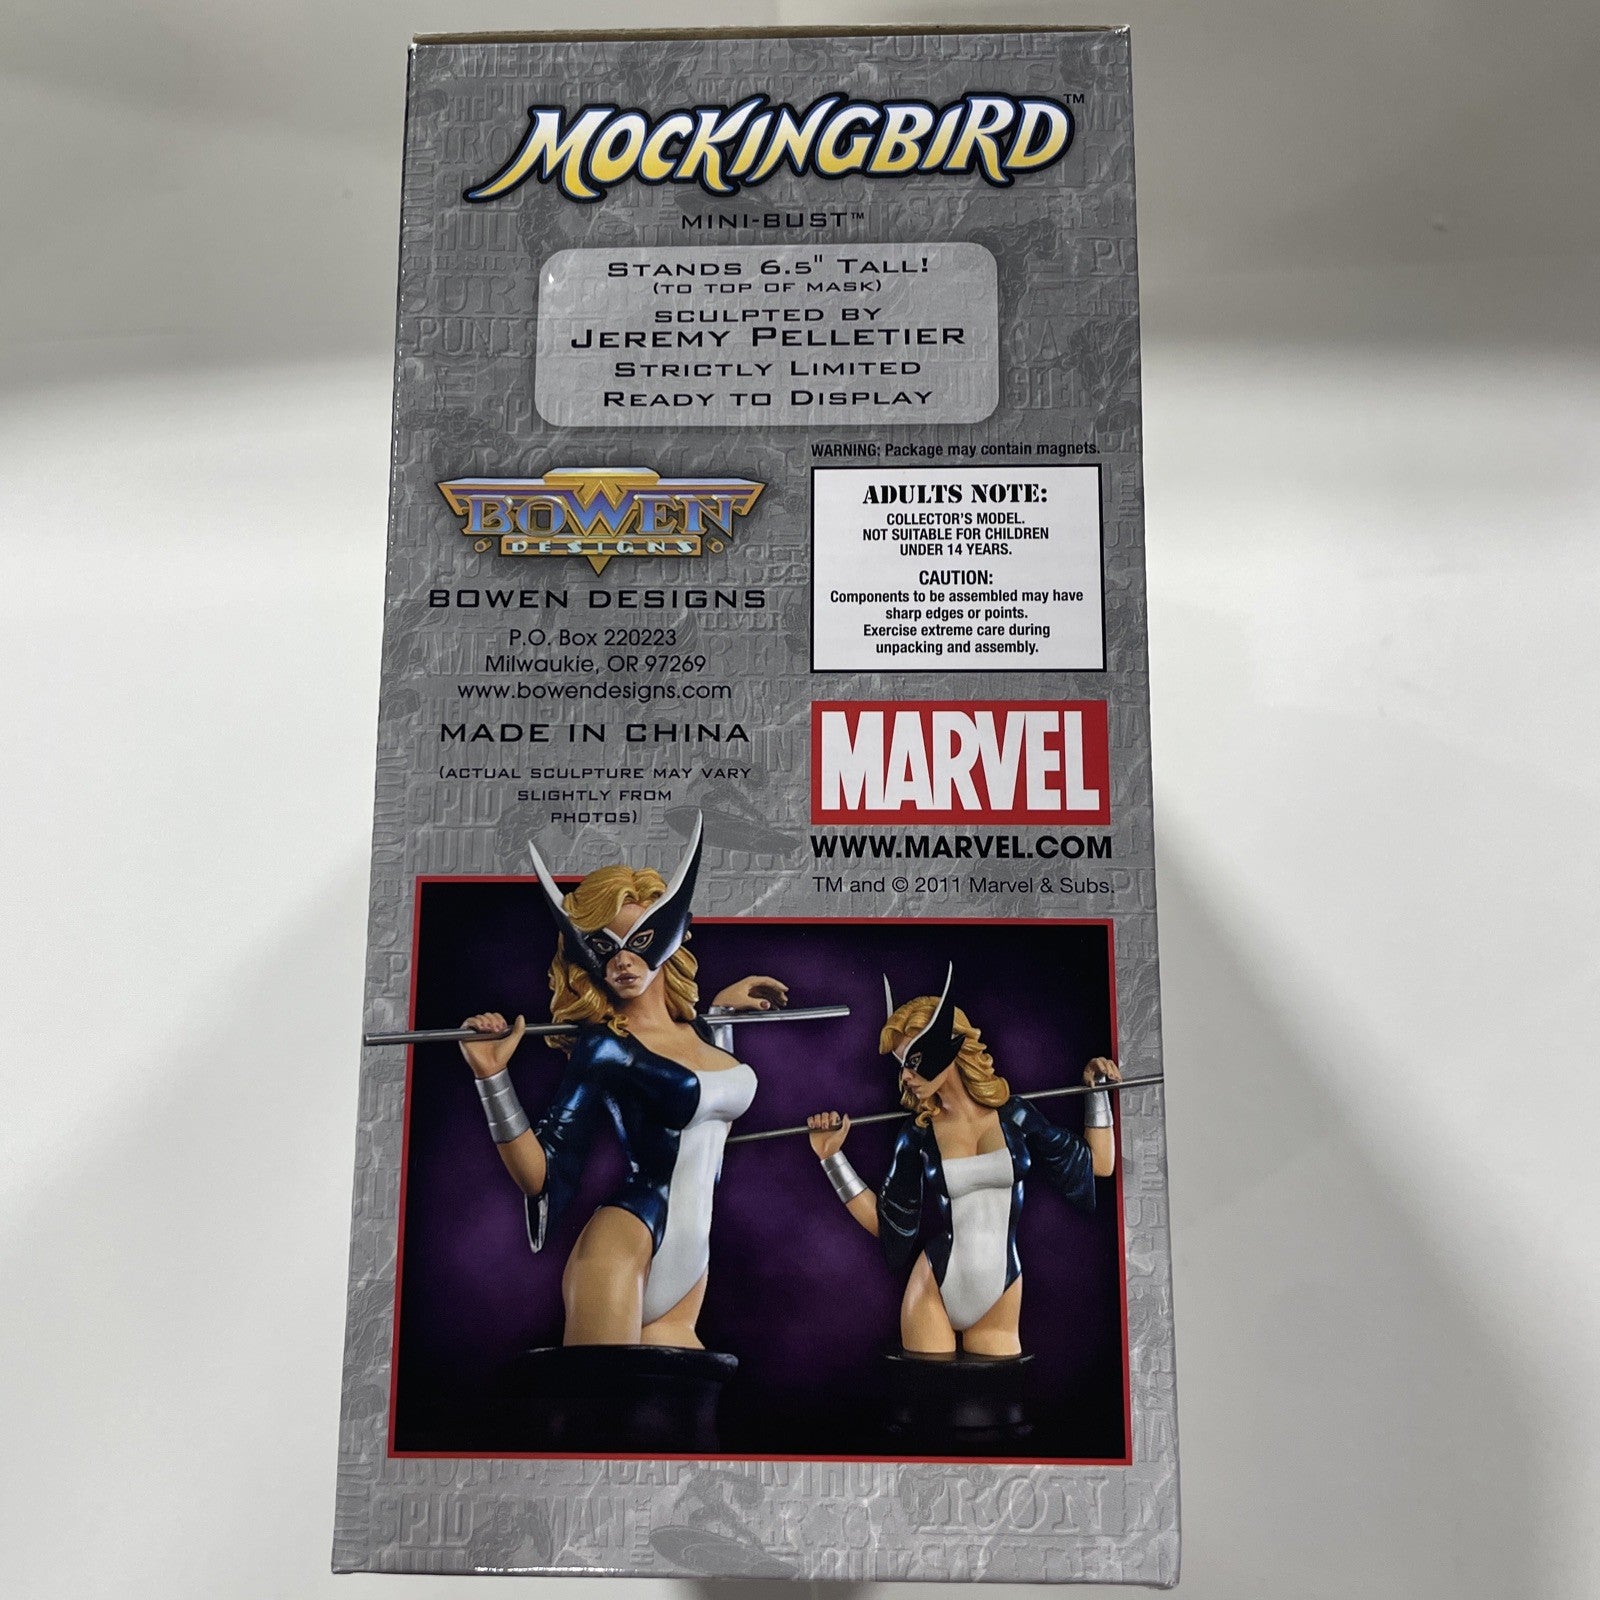 MOCKINGBIRD™
MINI-BUST™
STANDS 6.5" TALL!
(TO TOP OF MASK)
SCULPTED BY
JEREMY PELLETIER
STRICTLY LIMITED
READY TO DISPLAY
WARNING: Package may contain magnets.
BOWEN
DESIGNS
BOWEN DESIGNS
P.O. Box 220223
Milwaukie, OR 97269
www.bowendesigns.com
MADE IN CHINA
(ACTUAL SCULPTURE MAY VARY
SLIGHTLY FROM
PHOTOS)
ADULTS NOTE:
COLLECTOR'S MODEL.
NOT SUITABLE FOR CHILDREN
UNDER 14 YEARS.
CAUTION:
Components to be assembled may have
sharp edges or points.
Exercise extreme care during
unpacking and assembly.
MARVEL
WWW.MARVEL.COM
TM and © 2011 Marvel & Subs.